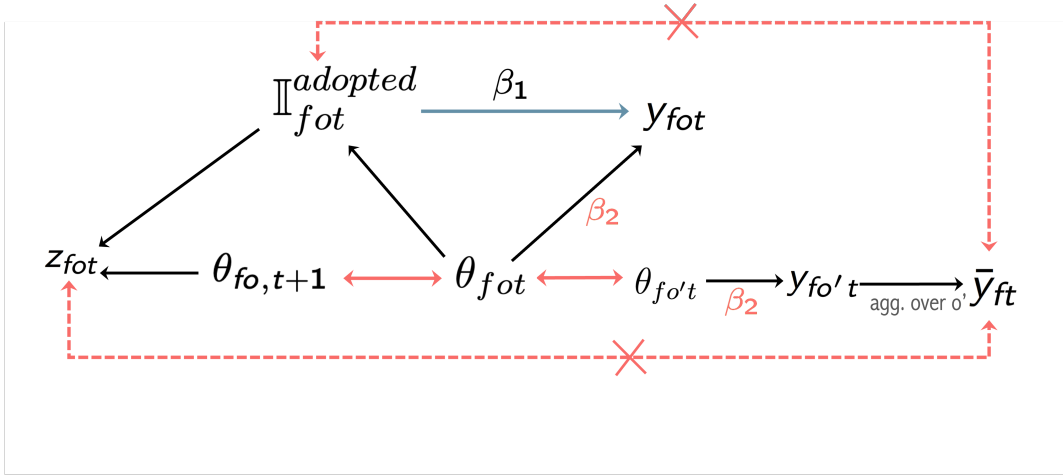 𝕀^{adopted}_{fot} β₁ y_{fot}
β₂
z_{fot} θ_{fo,t+1} θ_{fot} θ_{fo't} β₂ y_{fo't} agg. over o' ȳ_{ft}